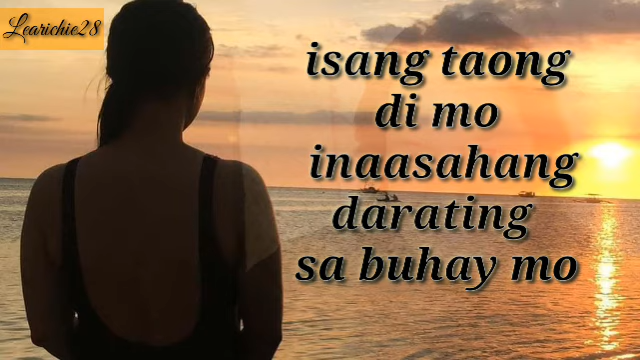 Learichie28
isang taong
di mo
inaasahang
darating
sa buhay mo